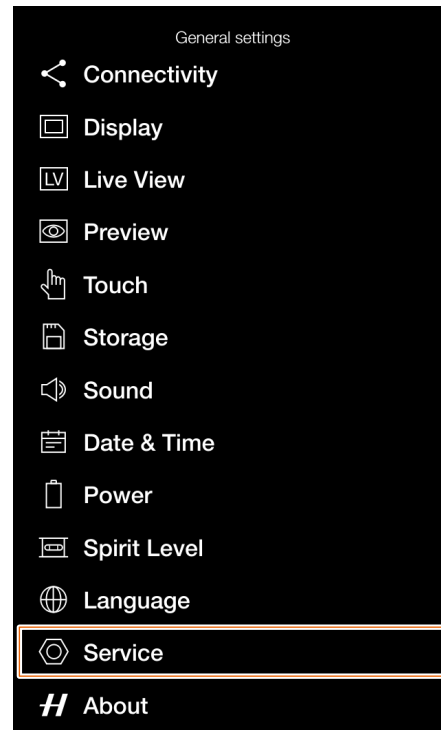 General settings
Connectivity
Display
LV Live View
Preview
Touch
Storage
Sound
Date & Time
Power
Spirit Level
Language
Service
H About